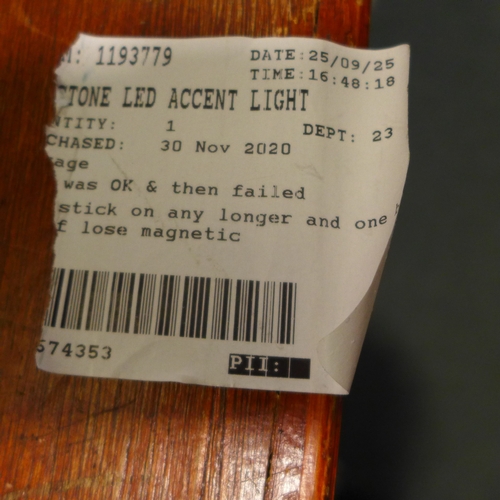 M: 1193779
DATE:25/09/25
TIME:16:48:18
TONE LED ACCENT LIGHT
NTITY: 1
DEPT: 23
CHASED: 30 Nov 2020
age
was OK & then failed
stick on any longer and one
f lose magnetic
574353
PII: